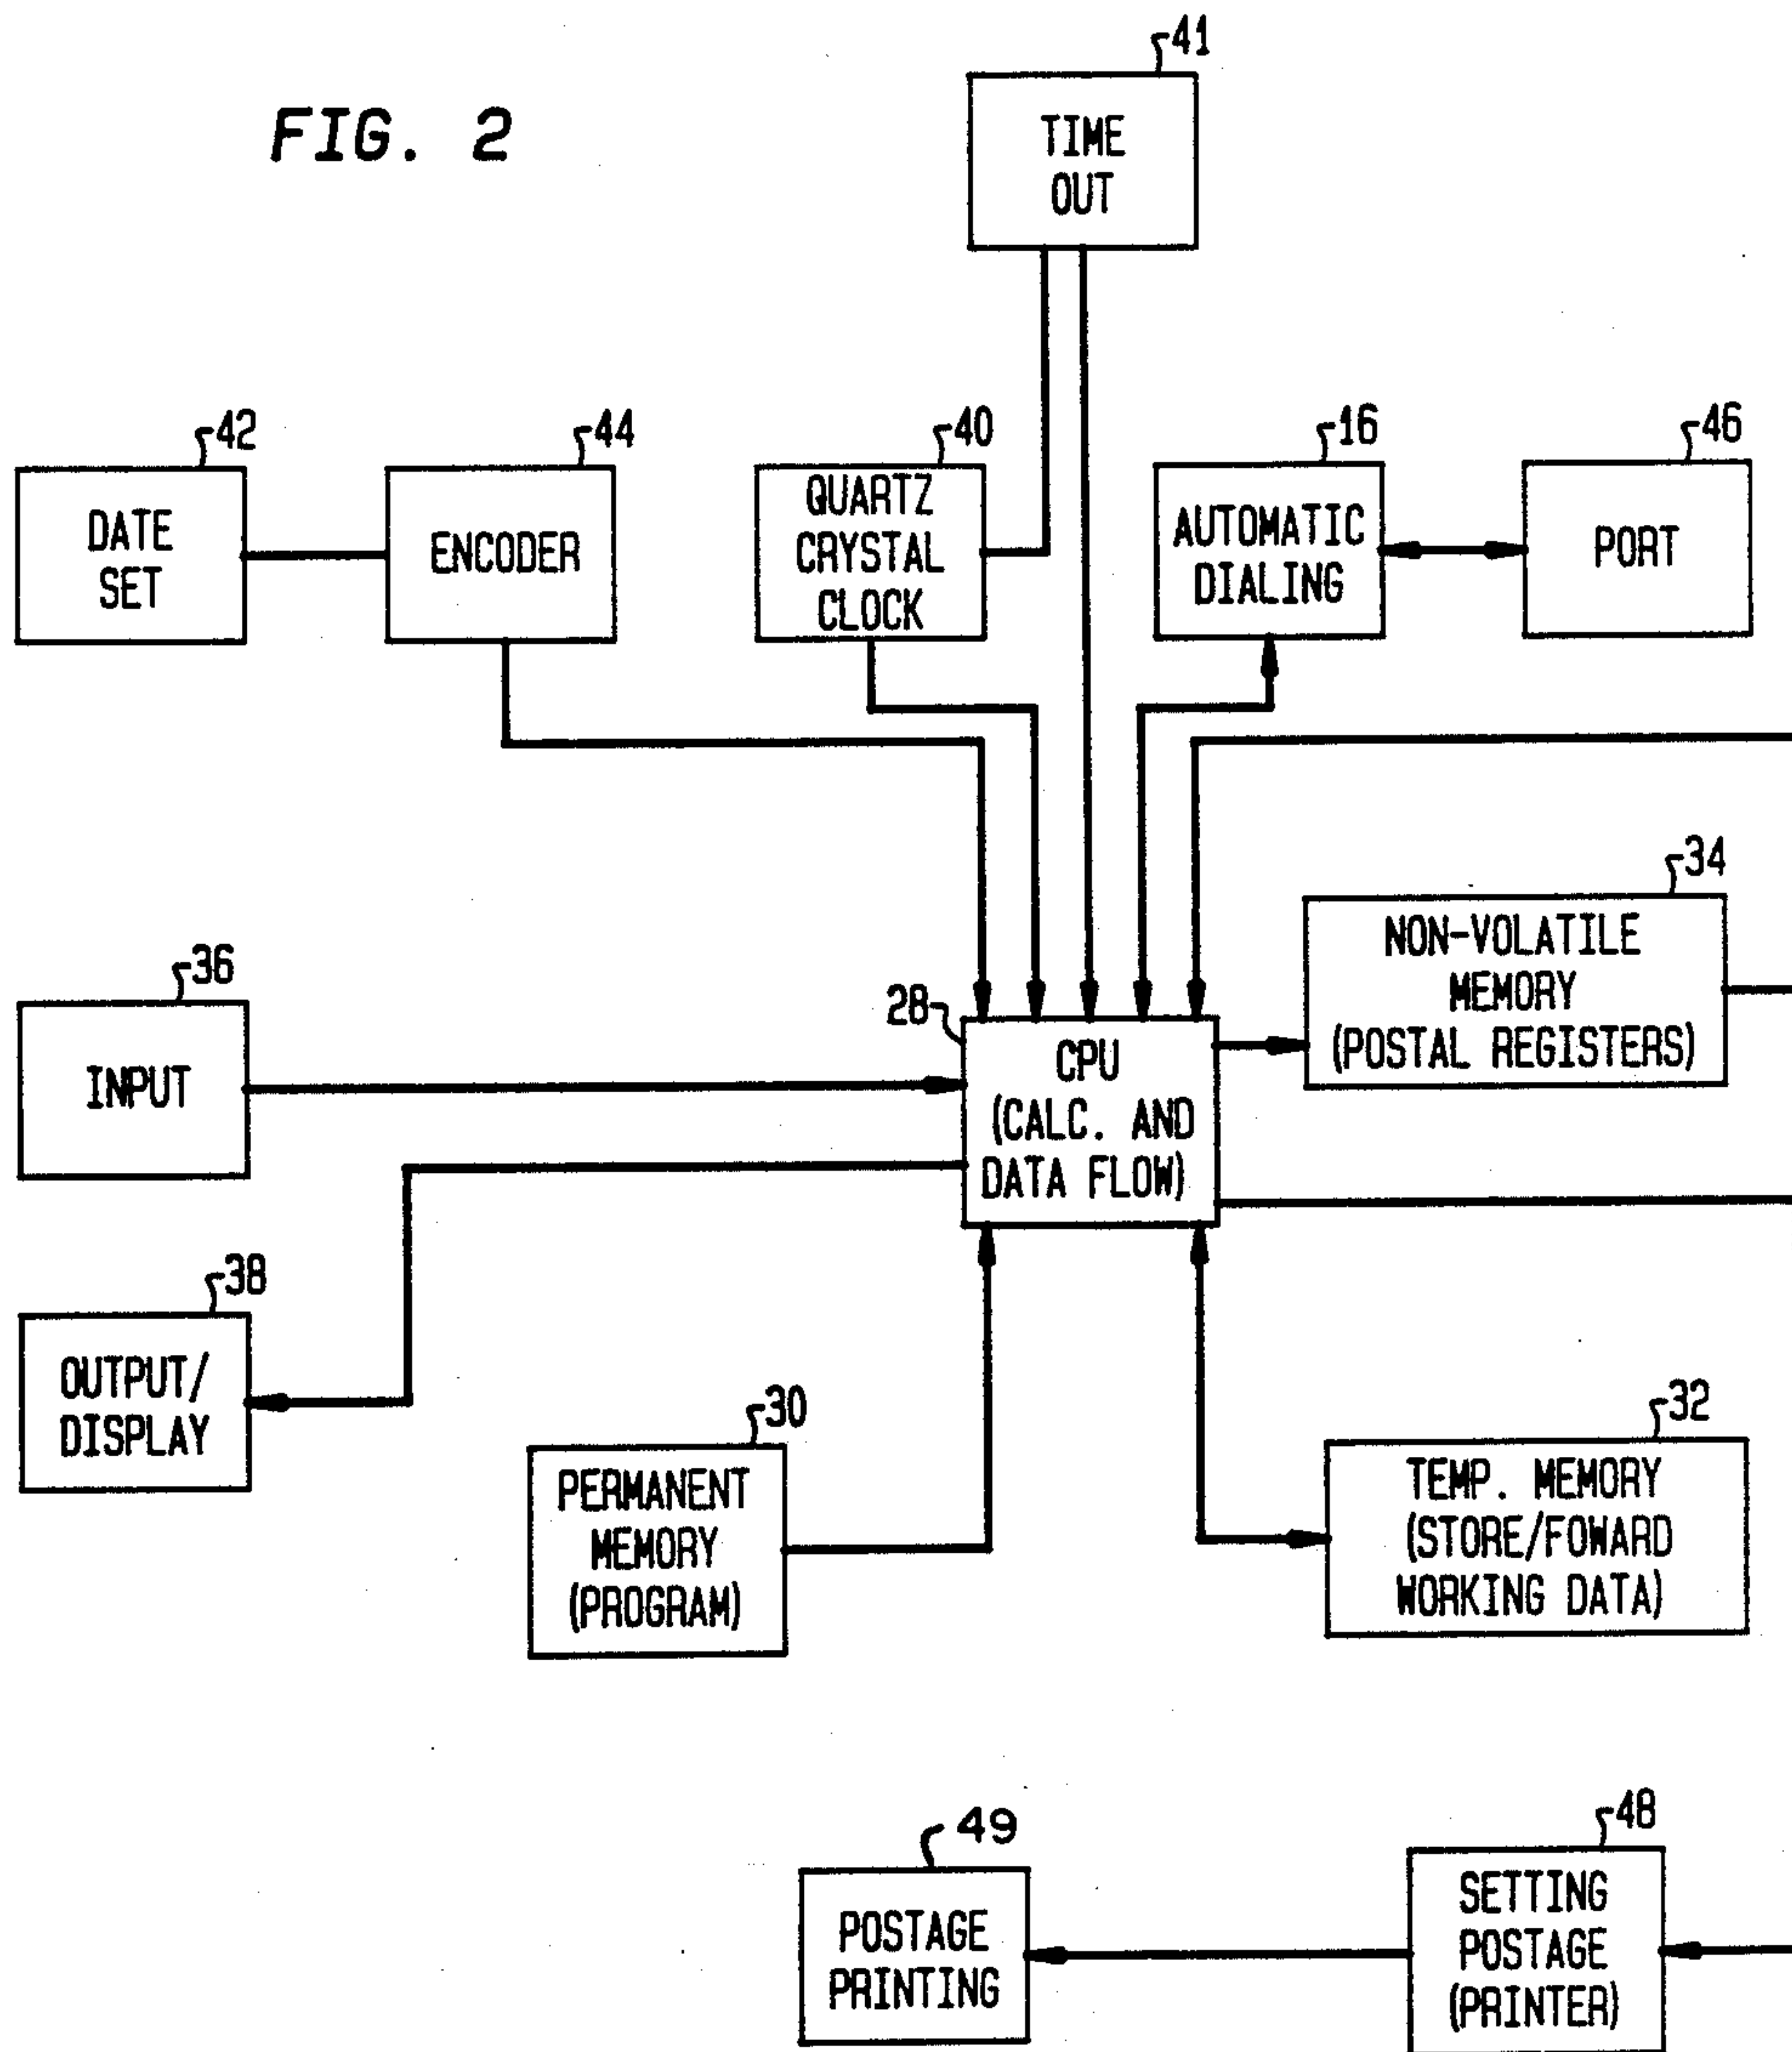 FIG. 2
41
TIME
OUT
42
DATE
SET
44
ENCODER
40
QUARTZ
CRYSTAL
CLOCK
16
AUTOMATIC
DIALING
46
PORT
34
NON-VOLATILE
MEMORY
(POSTAL REGISTERS)
36
INPUT
28
CPU
(CALC. AND
DATA FLOW)
38
OUTPUT/
DISPLAY
30
PERMANENT
MEMORY
(PROGRAM)
32
TEMP. MEMORY
(STORE/FOWARD
WORKING DATA)
49
POSTAGE
PRINTING
48
SETTING
POSTAGE
(PRINTER)